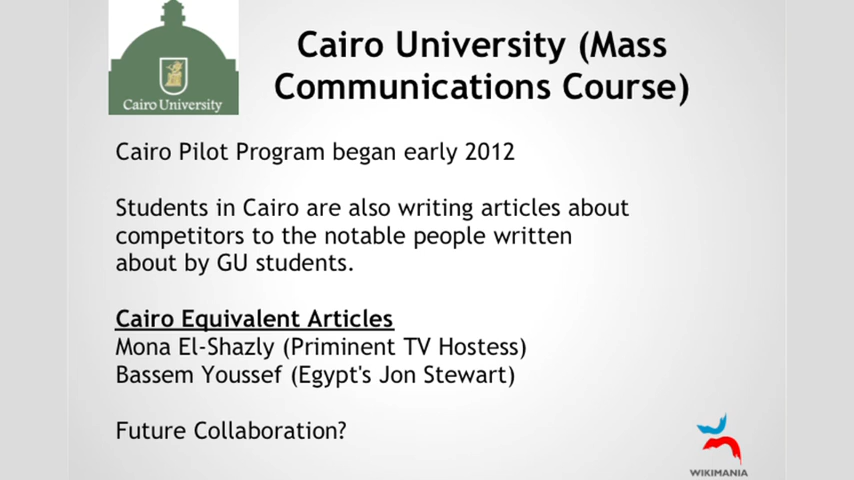 Cairo University
Cairo University (Mass
Communications Course)
Cairo Pilot Program began early 2012
Students in Cairo are also writing articles about
competitors to the notable people written
about by GU students.
Cairo Equivalent Articles
Mona El-Shazly (Priminent TV Hostess)
Bassem Youssef (Egypt's Jon Stewart)
Future Collaboration?
WIKIMANIA